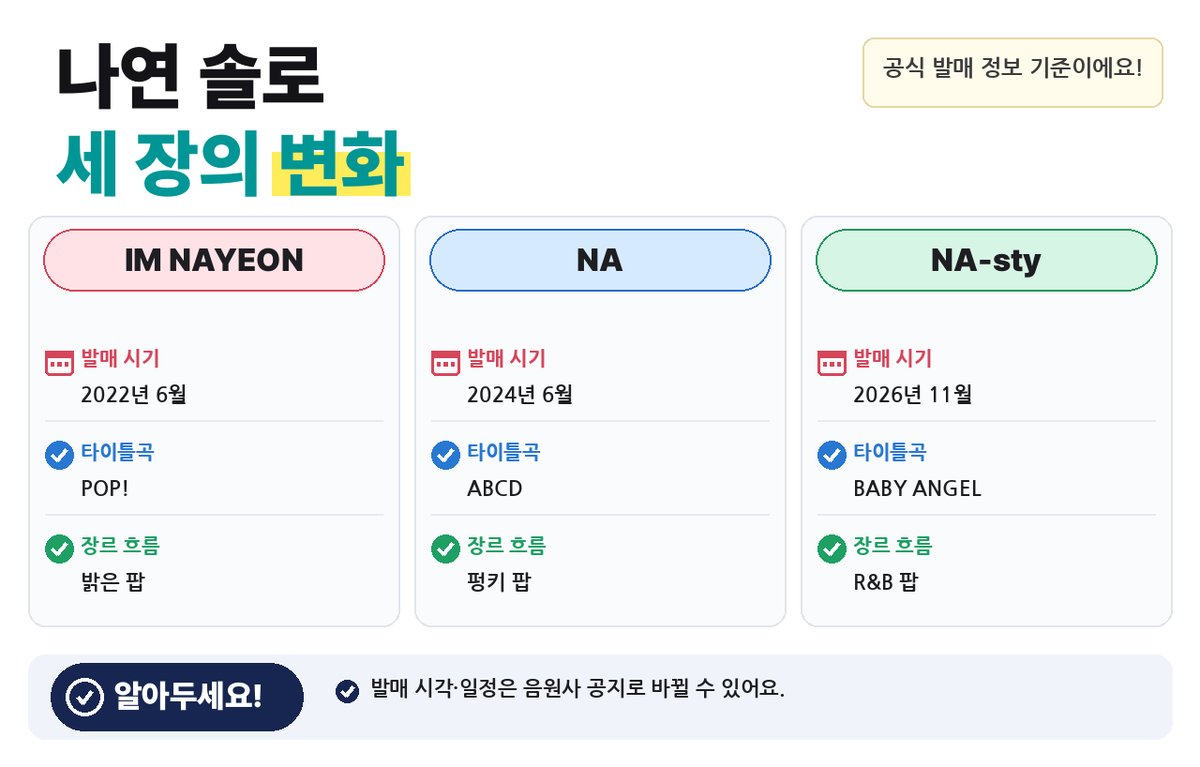 나연 솔로
세 장의 변화
공식 발매 정보 기준이에요!
IM NAYEON
발매 시기
2022년 6월
타이틀곡
POP!
장르 흐름
밝은 팝
NA
발매 시기
2024년 6월
타이틀곡
ABCD
장르 흐름
펑키 팝
NA-sty
발매 시기
2026년 11월
타이틀곡
BABY ANGEL
장르 흐름
R&B 팝
알아두세요!
발매 시각·일정은 음원사 공지로 바뀔 수 있어요.